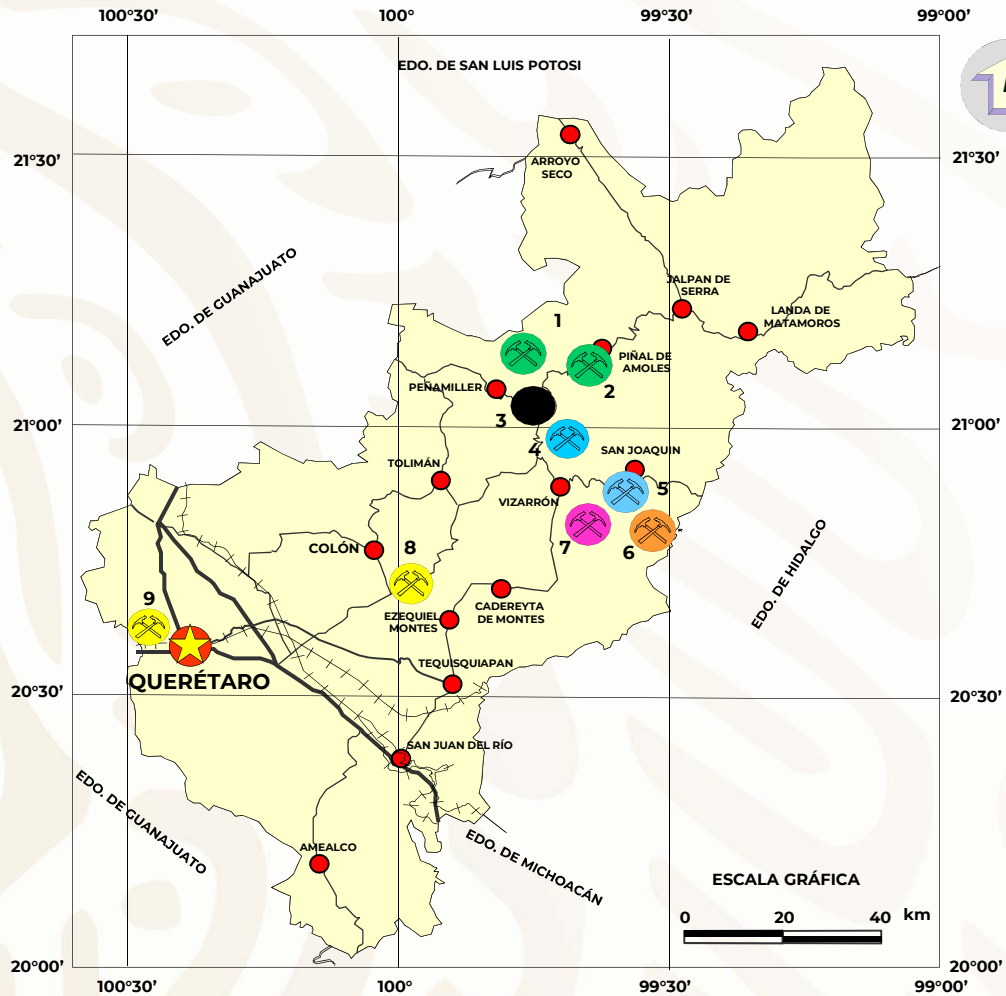 100°30’
100°
99°30’
99°00’
EDO. DE SAN LUIS POTOSI
21°30’
21°30’
ARROYO
SECO
EDO. DE GUANAJUATO
JALPAN DE
SERRA
LANDA DE
MATAMOROS
1
PIÑAL DE
AMOLES
2
PEÑAMILLER
3
21°00’
21°00’
4
SAN JOAQUIN
TOLIMÁN
5
VIZARRÓN
7
6
COLÓN
8
EDO. DE HIDALGO
9
EZEQUIEL
MONTES
CADEREYTA
DE MONTES
TEQUISQUIAPAN
QUERÉTARO
20°30’
20°30’
SAN JUAN DEL RÍO
EDO. DE GUANAJUATO
EDO. DE MICHOACÁN
AMEALCO
ESCALA GRÁFICA
0 20 40 km
20°00’
20°00’
100°30’
100°
99°30’
99°00’